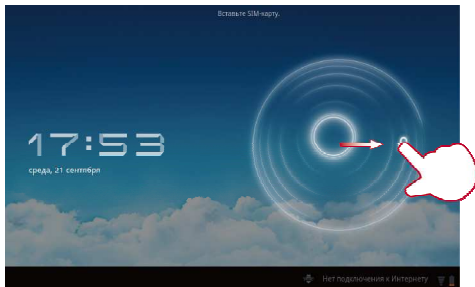 Вставьте SIM-карту.
17:53
среда, 21 сентября
Нет подключения к Интернету